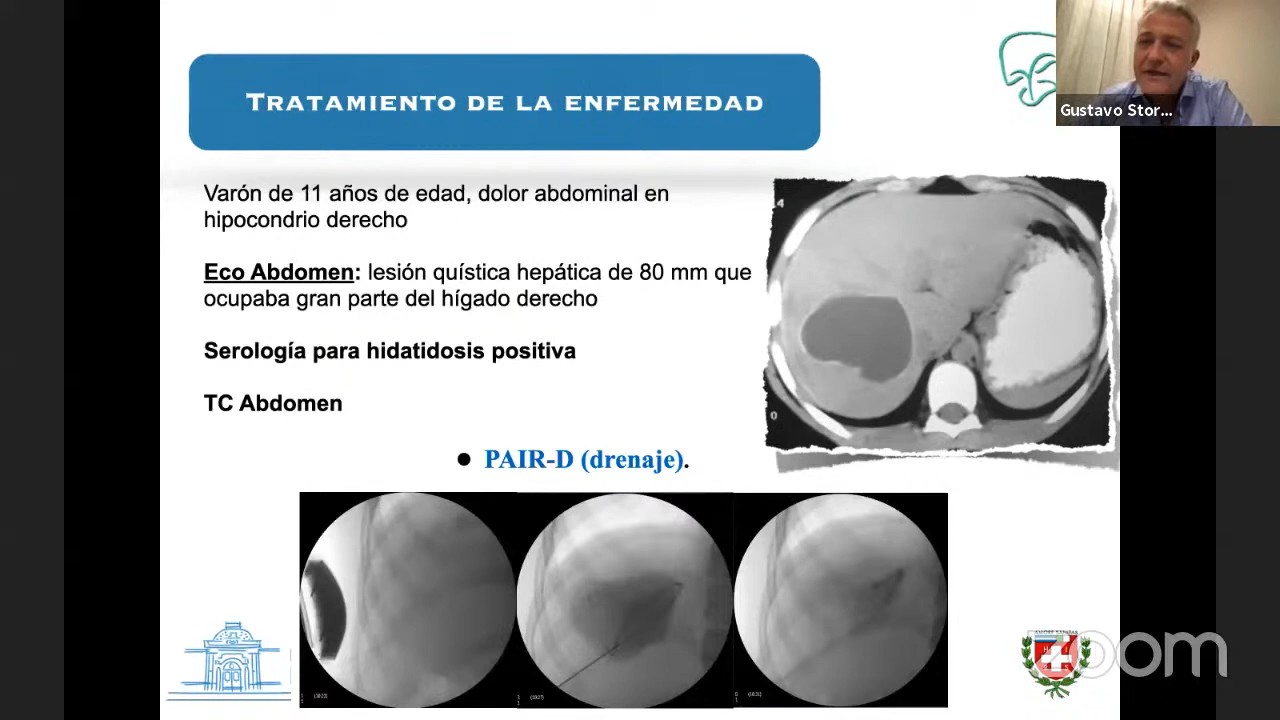 TRATAMIENTO DE LA ENFERMEDAD
Gustavo Stor...
Varón de 11 años de edad, dolor abdominal en
hipocondrio derecho
Eco Abdomen: lesión quística hepática de 80 mm que
ocupaba gran parte del hígado derecho
Serología para hidatidosis positiva
TC Abdomen
• PAIR-D (drenaje).
zoom